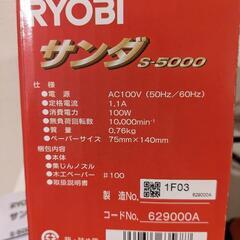 RYOBI
サンダ S-5000
仕様
●電源 AC100V (50Hz/60Hz)
●定格電流 1.1A
●消費電力 100W
●無負荷回転数 10,000min⁻¹
●質量 0.76kg
●ペーパーサイズ 75mm×140mm
梱包内容
●本体
●集じんノズル
●木工ペーパー #100
●取扱説明書
製造No. 1F03
629000A
コードNo. 629000A